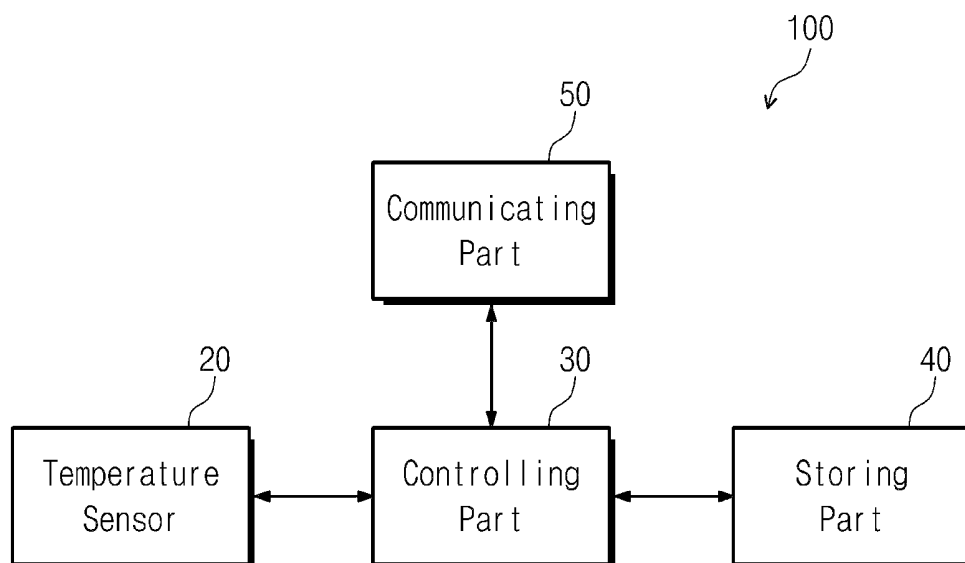 100
50
Communicating
Part
20
30
40
Temperature
Sensor
Controlling
Part
Storing
Part